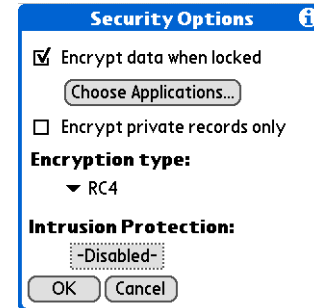 Security Options
Encrypt data when locked
Choose Applications...
Encrypt private records only
Encryption type:
RC4
Intrusion Protection:
-Disabled-
OK Cancel